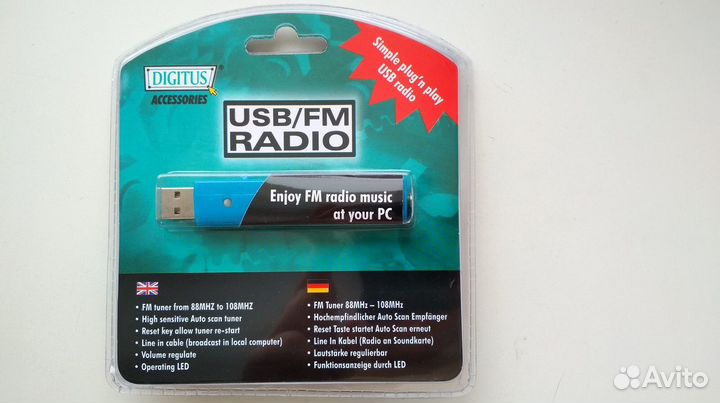 DIGITUS®
ACCESSORIES
Simple plug'n play
USB radio
USB/FM
RADIO
Enjoy FM radio music
at your PC
• FM tuner from 88MHZ to 108MHZ
• High sensitive Auto scan tuner
• Reset key allow tuner re-start
• Line in cable (broadcast in local computer)
• Volume regulate
• Operating LED
• FM Tuner 88MHz – 108MHz
• Hochempfindlicher Auto Scan Empfänger
• Reset Taste startet Auto Scan erneut
• Line In Kabel (Radio an Soundkarte)
• Lautstärke regulierbar
• Funktionsanzeige durch LED
Avito